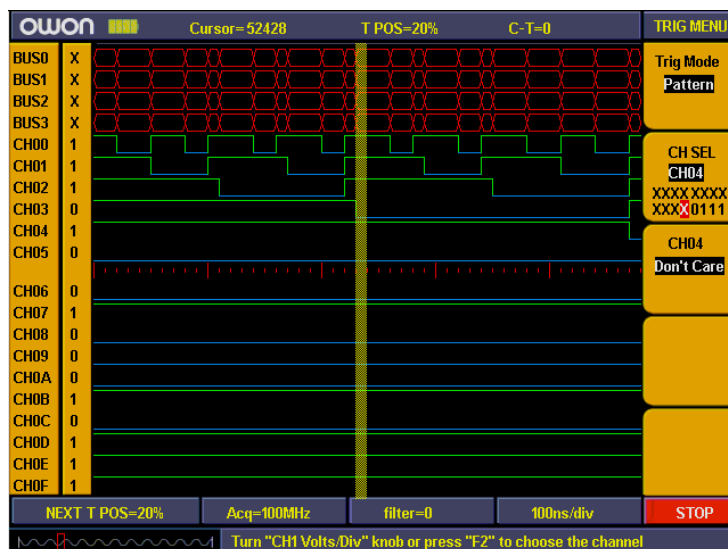 OWON Cursor=52428 T POS=20% C-T=0 TRIG MENU
BUS0 X
BUS1 X
BUS2 X
BUS3 X
CH00 1
CH01 1
CH02 1
CH03 0
CH04 1
CH05 0
CH06 0
CH07 1
CH08 0
CH09 0
CH0A 0
CH0B 1
CH0C 0
CH0D 1
CH0E 1
CH0F 1
Trig Mode
Pattern
CH SEL
CH04
XXXX XXXX
XXXX 0111
CH04
Don't Care
NEXT T POS=20% Acq=100MHz filter=0 100ns/div STOP
Turn "CH1 Volts/Div" knob or press "F2" to choose the channel